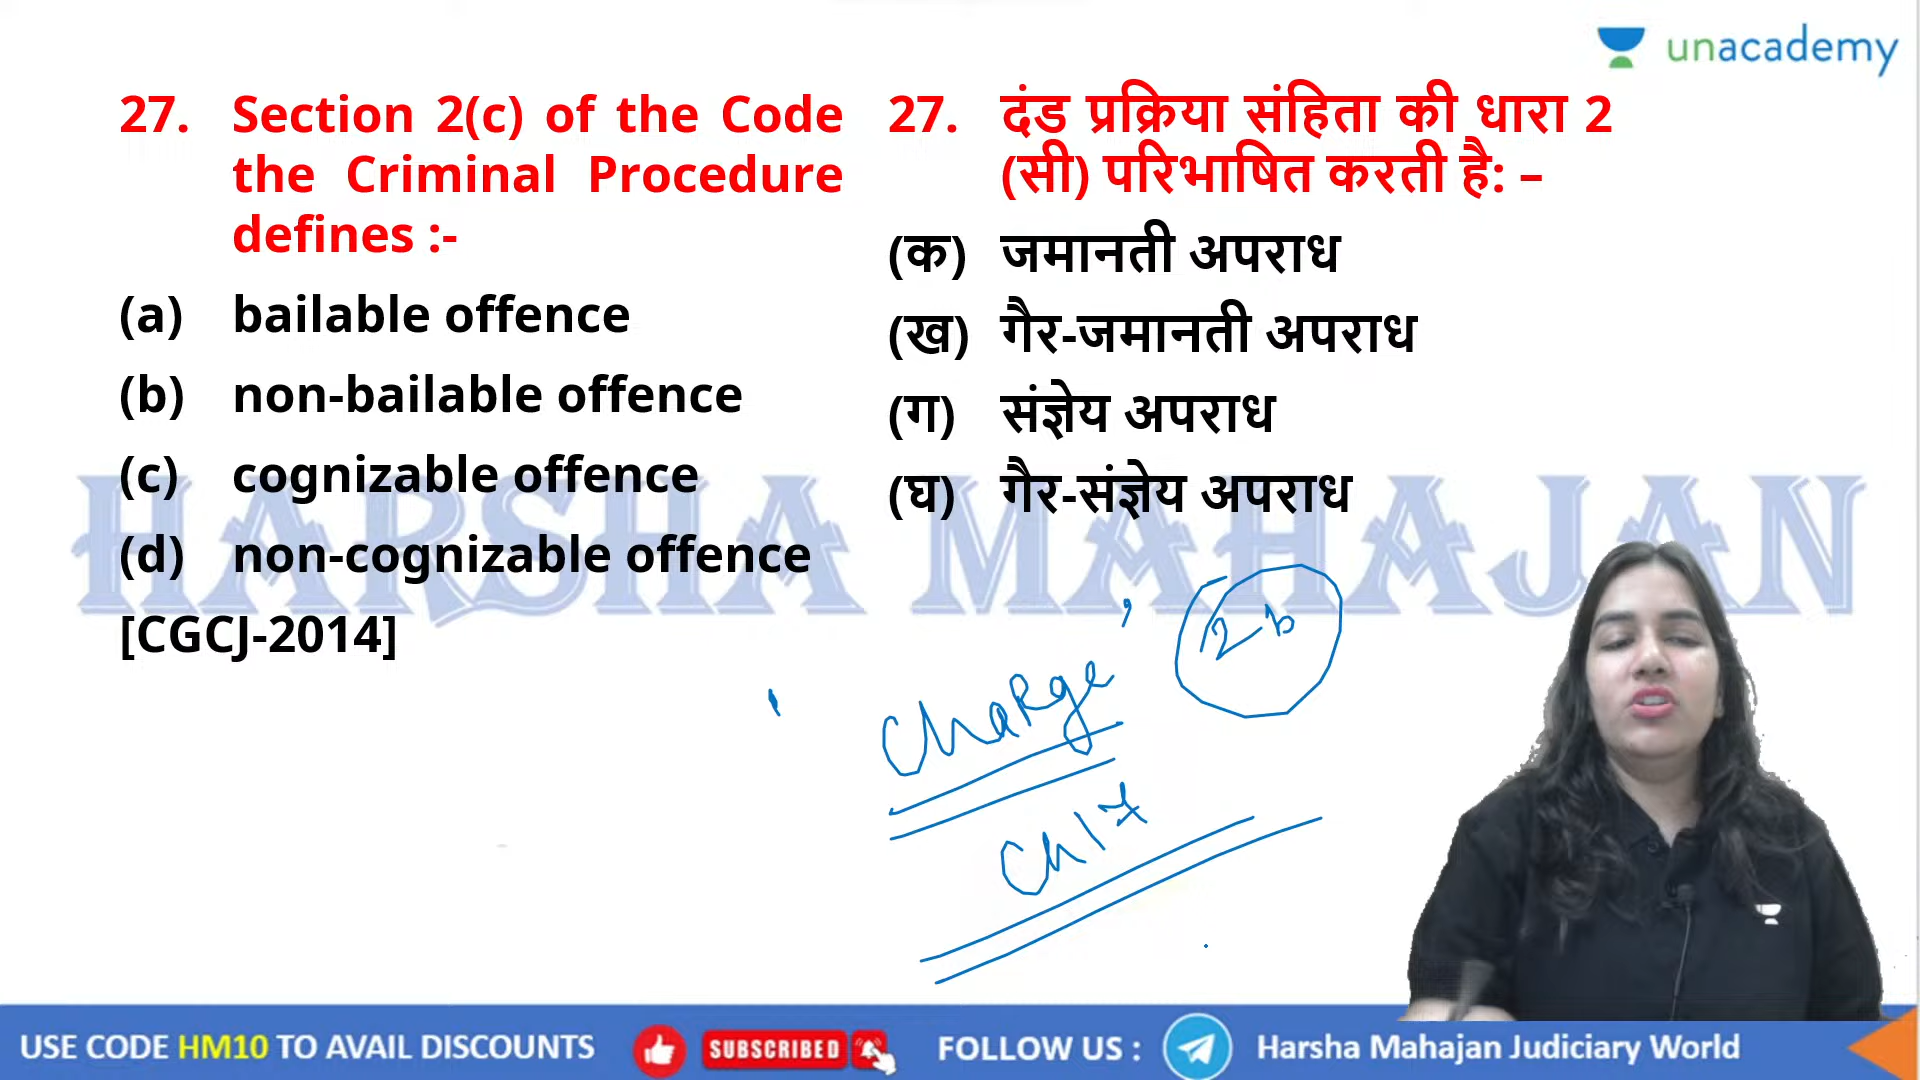 unacademy
27. Section 2(c) of the Code
the Criminal Procedure
defines :-
(a) bailable offence
(b) non-bailable offence
(c) cognizable offence
(d) non-cognizable offence
[CGCJ-2014]
27. दंड प्रक्रिया संहिता की धारा 2
(सी) परिभाषित करती है: –
(क) जमानती अपराध
(ख) गैर-जमानती अपराध
(ग) संज्ञेय अपराध
(घ) गैर-संज्ञेय अपराध
HARSHA MAHAJAN
2b
Charge
Ch17
USE CODE HM10 TO AVAIL DISCOUNTS
SUBSCRIBED
FOLLOW US :
Harsha Mahajan Judiciary World